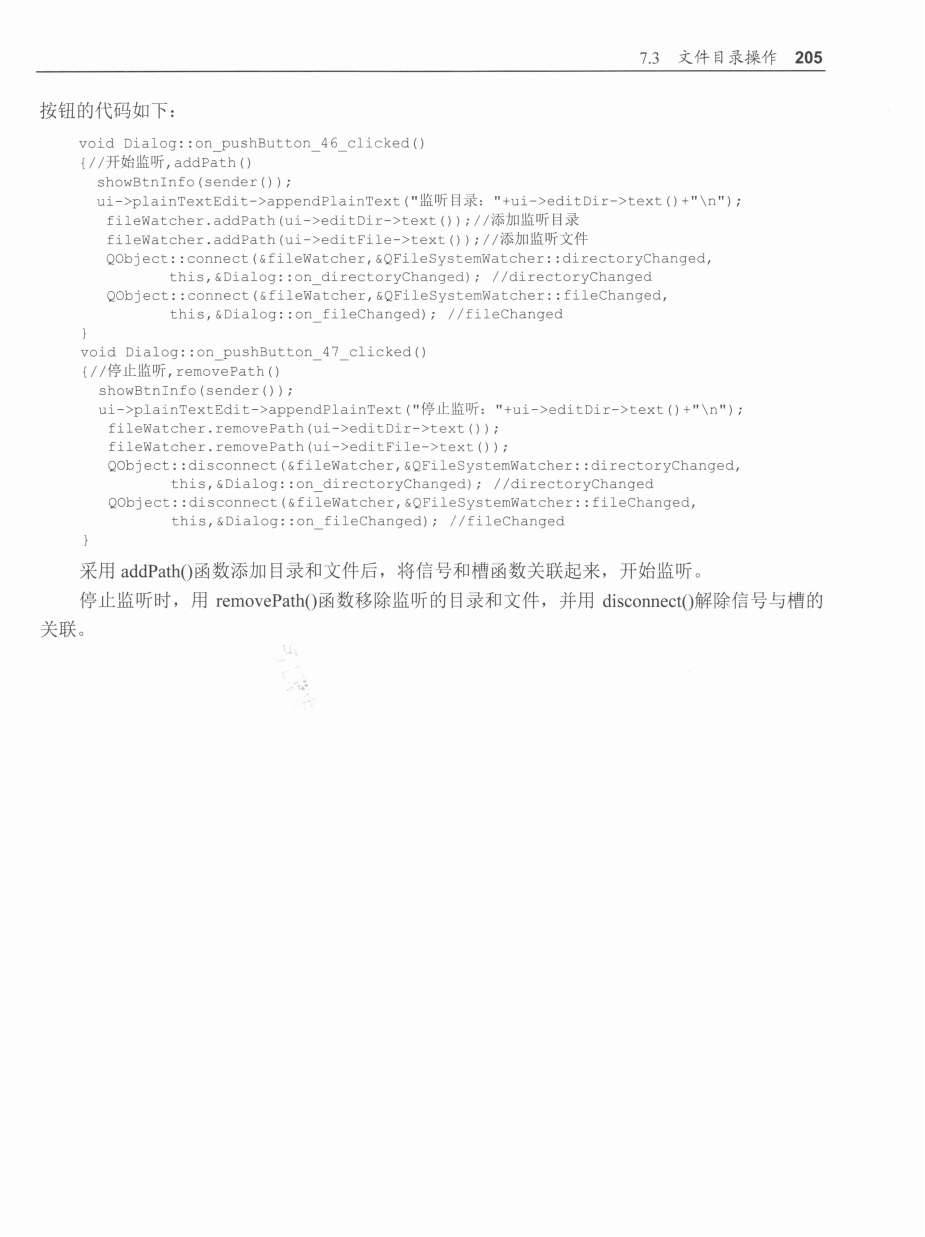 7.3 文件目录操作 205
按钮的代码如下：
void Dialog::on_pushButton_46_clicked()
{//开始监听,addPath()
showBtnInfo(sender());
ui->plainTextEdit->appendPlainText("监听目录："+ui->editDir->text()+"\n");
fileWatcher.addPath(ui->editDir->text());//添加监听目录
fileWatcher.addPath(ui->editFile->text());//添加监听文件
QObject::connect(&fileWatcher,&QFileSystemWatcher::directoryChanged,
this,&Dialog::on_directoryChanged); //directoryChanged
QObject::connect(&fileWatcher,&QFileSystemWatcher::fileChanged,
this,&Dialog::on_fileChanged); //fileChanged
}
void Dialog::on_pushButton_47_clicked()
{//停止监听,removePath()
showBtnInfo(sender());
ui->plainTextEdit->appendPlainText("停止监听："+ui->editDir->text()+"\n");
fileWatcher.removePath(ui->editDir->text());
fileWatcher.removePath(ui->editFile->text());
QObject::disconnect(&fileWatcher,&QFileSystemWatcher::directoryChanged,
this,&Dialog::on_directoryChanged); //directoryChanged
QObject::disconnect(&fileWatcher,&QFileSystemWatcher::fileChanged,
this,&Dialog::on_fileChanged); //fileChanged
}
采用 addPath()函数添加目录和文件后，将信号和槽函数关联起来，开始监听。
停止监听时，用 removePath()函数移除监听的目录和文件，并用 disconnect()解除信号与槽的
关联。